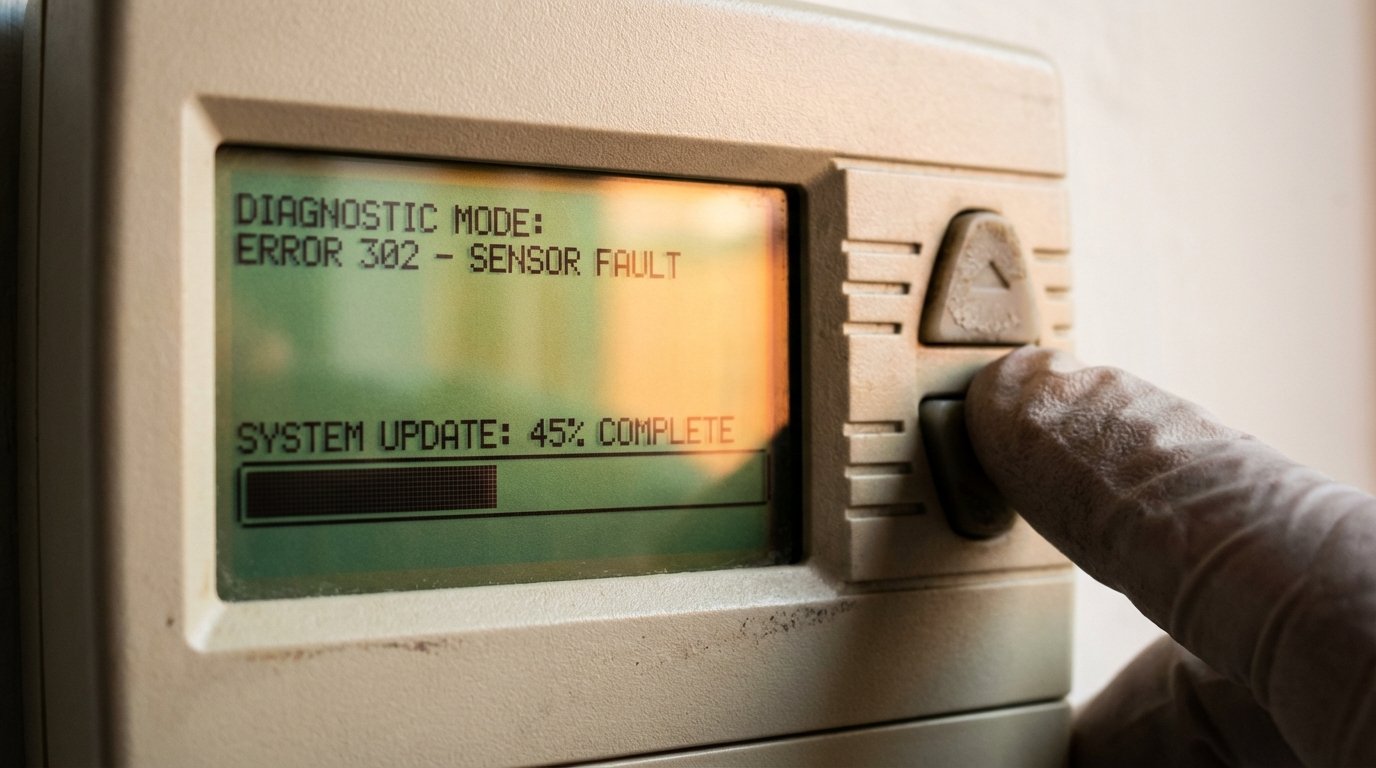 DIAGNOSTIC MODE:
ERROR 302 - SENSOR FAULT
SYSTEM UPDATE: 45% COMPLETE